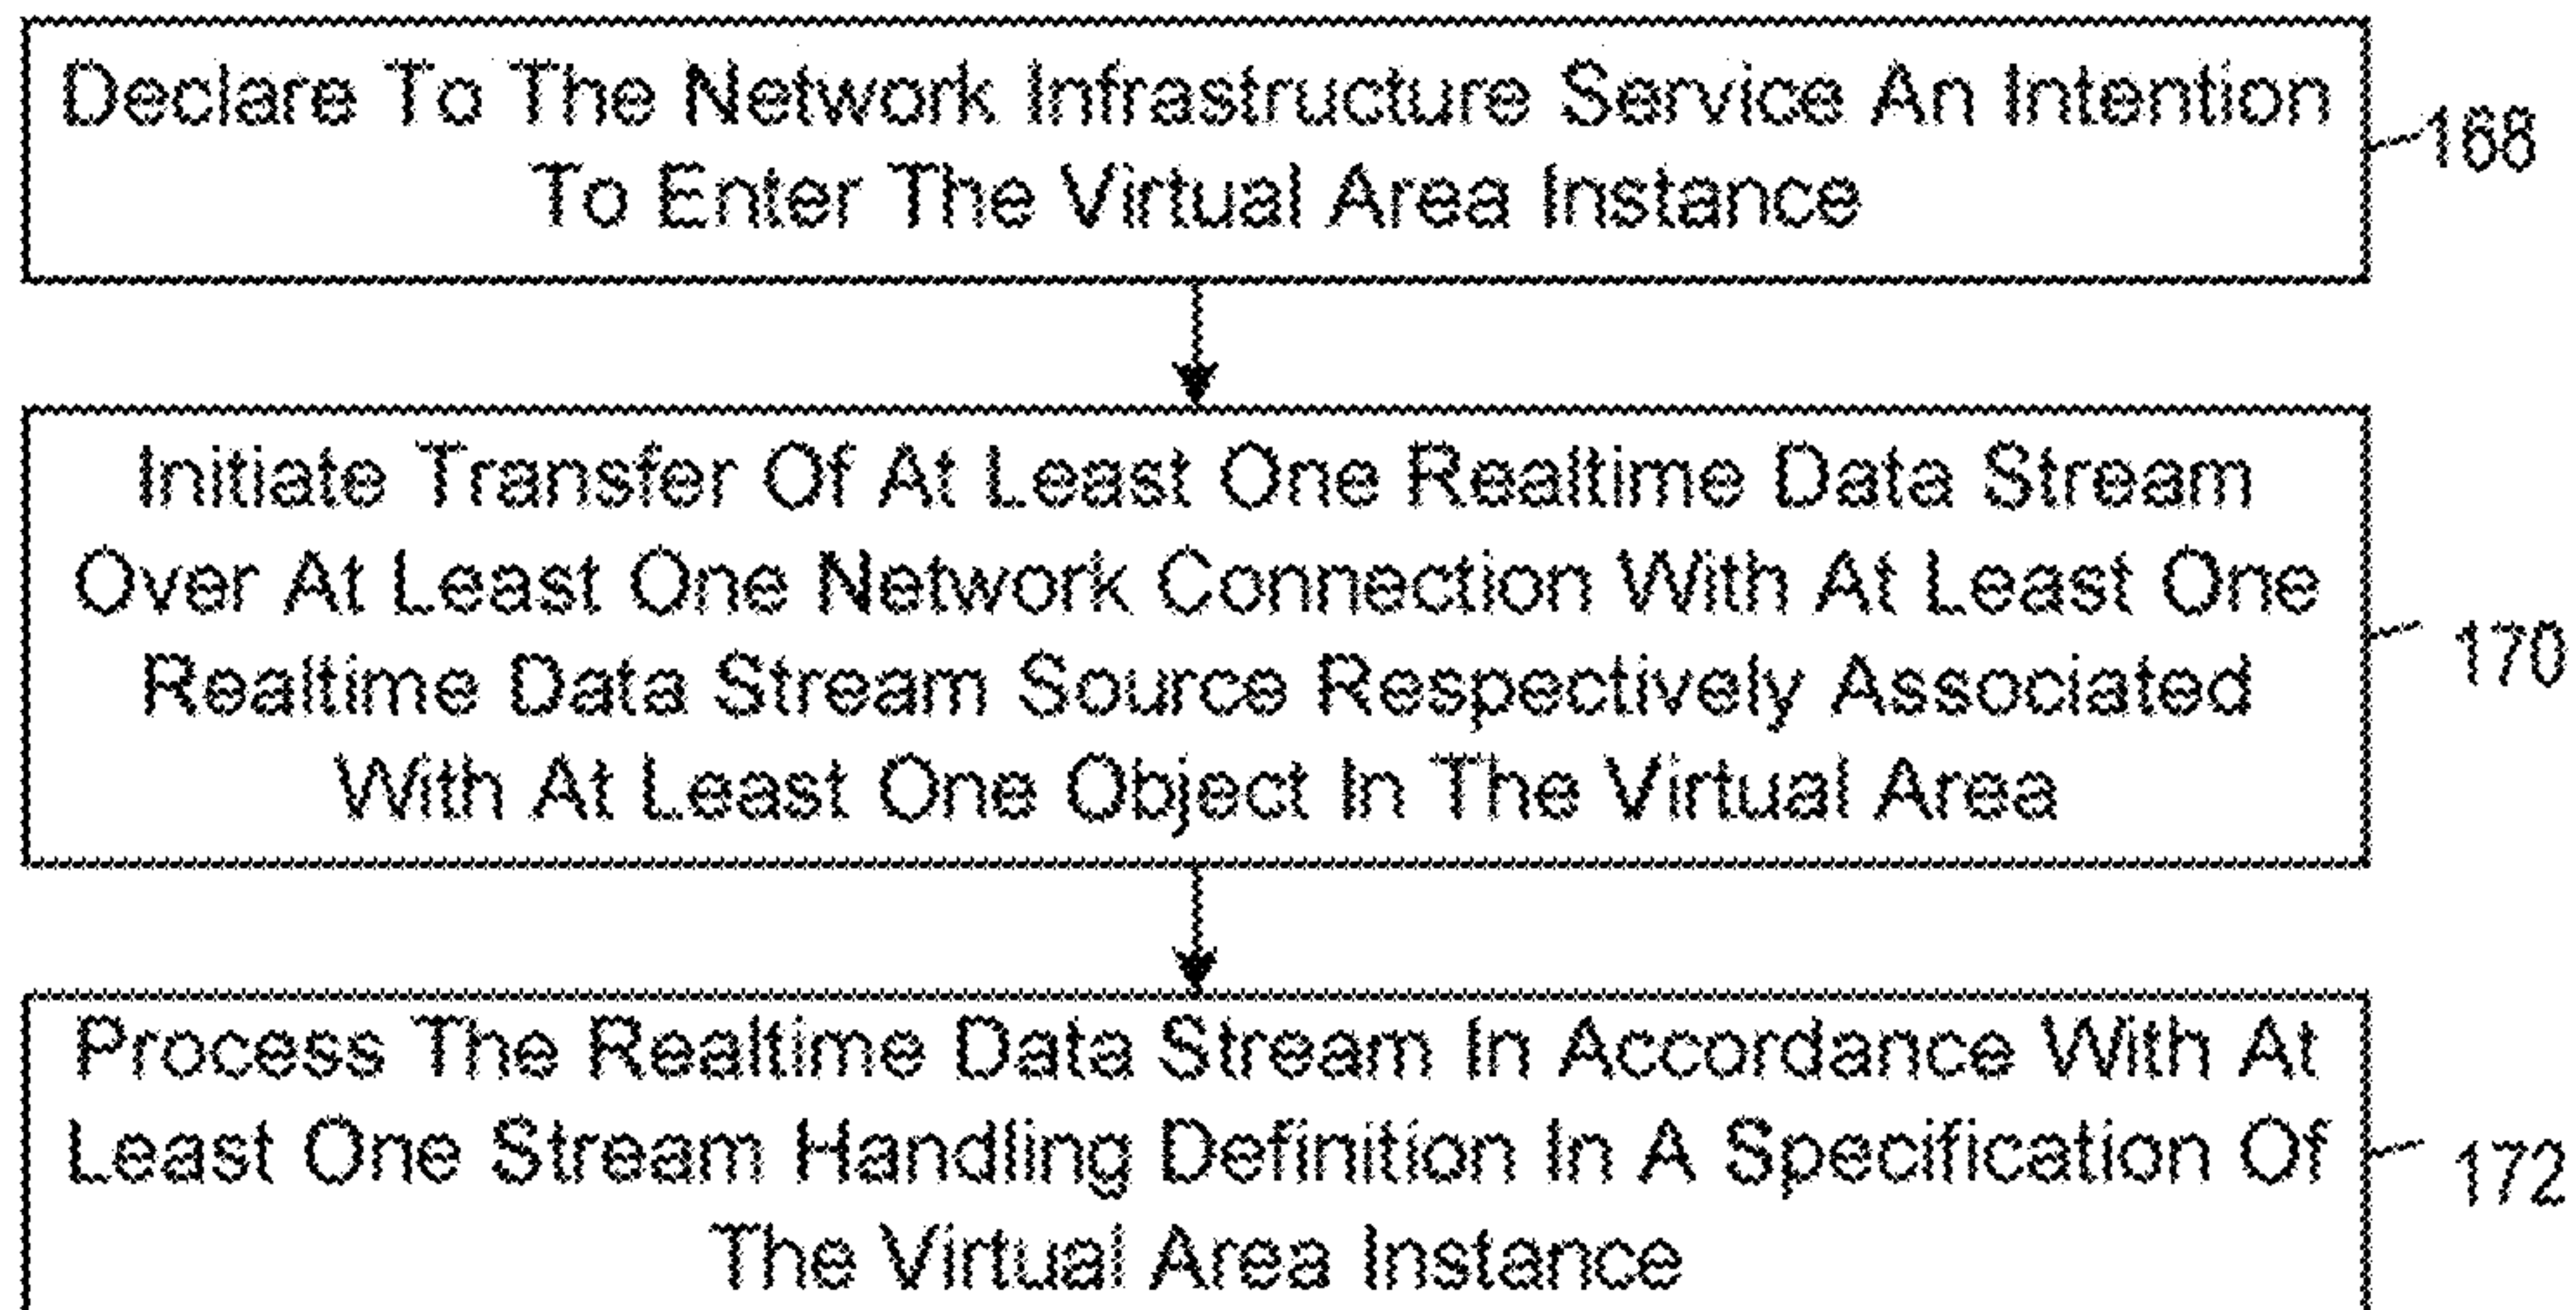 Declare To The Network Infrastructure Service An Intention
To Enter The Virtual Area Instance
168
Initiate Transfer Of At Least One Realtime Data Stream
Over At Least One Network Connection With At Least One
Realtime Data Stream Source Respectively Associated
With At Least One Object In The Virtual Area
170
Process The Realtime Data Stream In Accordance With At
Least One Stream Handling Definition In A Specification Of
The Virtual Area Instance
172